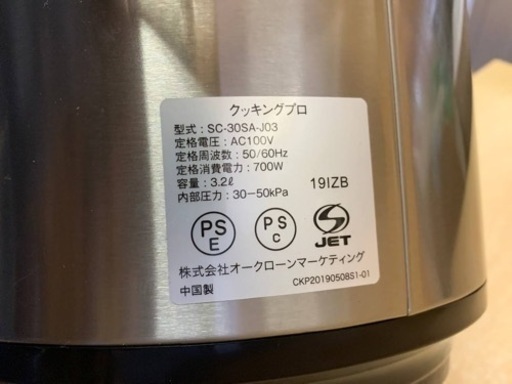 クッキングプロ
型式：SC-30SA-J03
定格電圧：AC100V
定格周波数：50/60Hz
定格消費電力：700W
容量：3.2ℓ
内部圧力：30－50kPa
19IZB
PS
E
PS
C
JET
株式会社オークローンマーケティング
中国製
CKP20190508S1-01